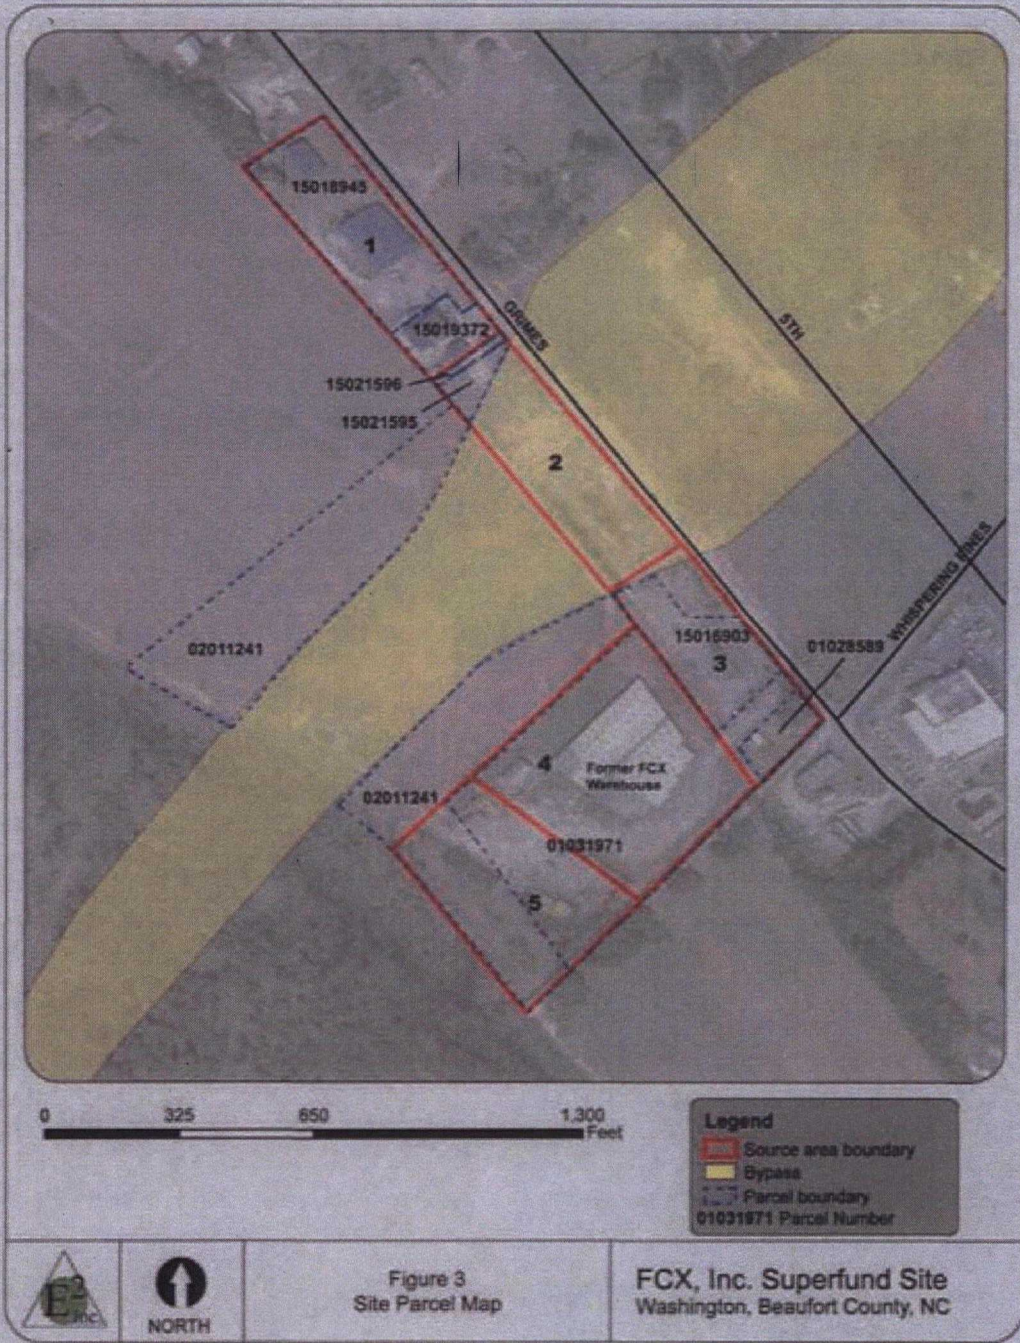 15018945
1
15019372
GRIMES
5TH
15021596
15021595
2
WHISPERING PINES
02011241
15016903
01028589
3
4
Former FCX
Warehouse
02011241
01031971
5
0 325 650 1,300
Feet
Legend
Source area boundary
Bypass
Parcel boundary
01031971 Parcel Number
E2
Inc.
NORTH
Figure 3
Site Parcel Map
FCX, Inc. Superfund Site
Washington, Beaufort County, NC